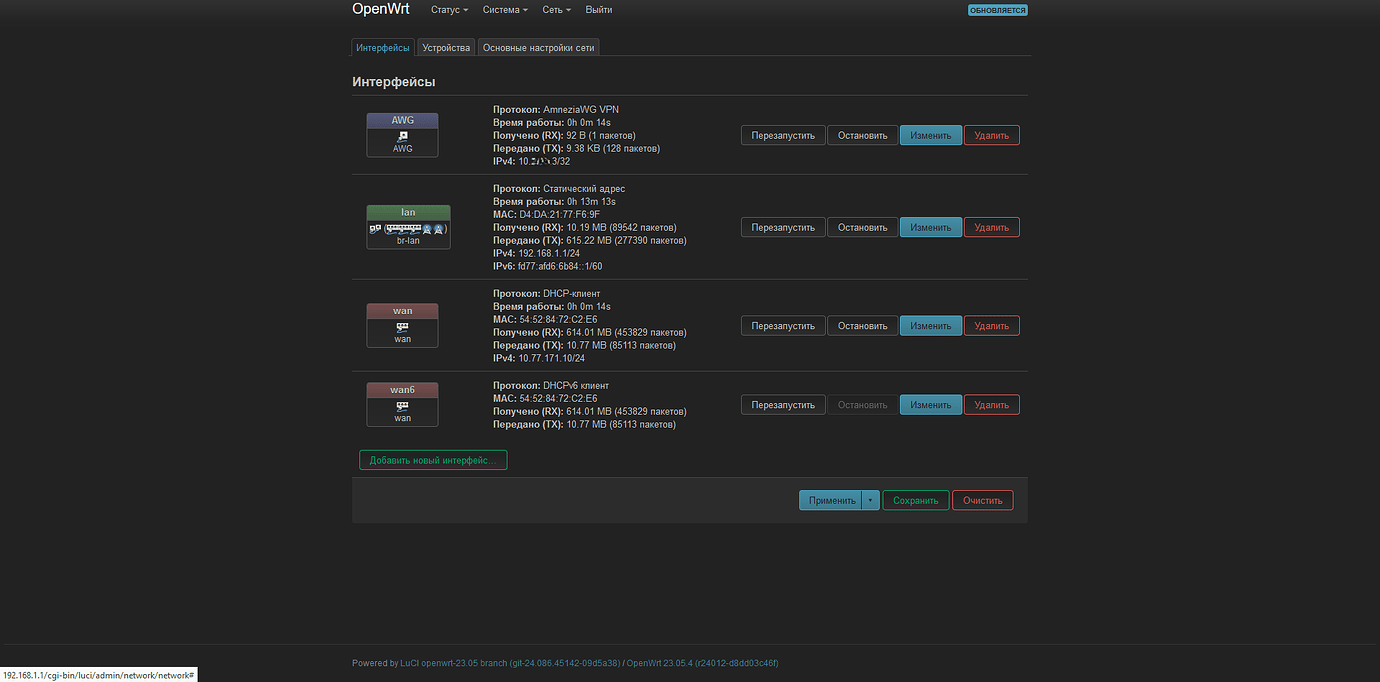 OpenWrt Статус Система Сеть Выйти ОБНОВЛЯЕТСЯ
Интерфейсы Устройства Основные настройки сети
Интерфейсы
AWG
AWG
Протокол: AmneziaWG VPN
Время работы: 0h 0m 14s
Получено (RX): 92 B (1 пакетов)
Передано (TX): 9.38 KB (128 пакетов)
IPv4: 10. 3/32
Перезапустить Остановить Изменить Удалить
lan
br-lan
Протокол: Статический адрес
Время работы: 0h 13m 13s
MAC: D4:DA:21:77:F6:9F
Получено (RX): 10.19 MB (89542 пакетов)
Передано (TX): 615.22 MB (277390 пакетов)
IPv4: 192.168.1.1/24
IPv6: fd77:afd6:6b84::1/60
Перезапустить Остановить Изменить Удалить
wan
wan
Протокол: DHCP-клиент
Время работы: 0h 0m 14s
MAC: 54:52:84:72:C2:E6
Получено (RX): 614.01 MB (453829 пакетов)
Передано (TX): 10.77 MB (85113 пакетов)
IPv4: 10.77.171.10/24
Перезапустить Остановить Изменить Удалить
wan6
wan
Протокол: DHCPv6 клиент
MAC: 54:52:84:72:C2:E6
Получено (RX): 614.01 MB (453829 пакетов)
Передано (TX): 10.77 MB (85113 пакетов)
Перезапустить Остановить Изменить Удалить
Добавить новый интерфейс...
Применить Сохранить Очистить
Powered by LuCI openwrt-23.05 branch (git-24.086.45142-09d5a38) / OpenWrt 23.05.4 (r24012-d8dd03c46f)
192.168.1.1/cgi-bin/luci/admin/network/network#